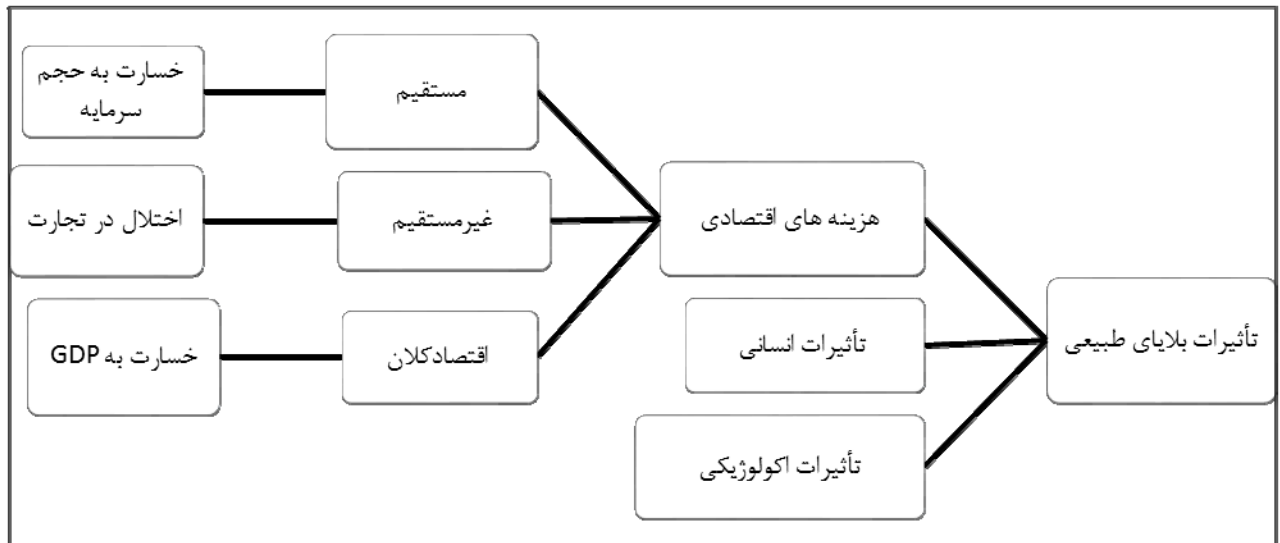 تأثیرات بلایای طبیعی
هزینه های اقتصادی
تأثیرات انسانی
تأثیرات اکولوژیکی
مستقیم
غیرمستقیم
اقتصادکلان
خسارت به حجم
سرمایه
اختلال در تجارت
خسارت به GDP